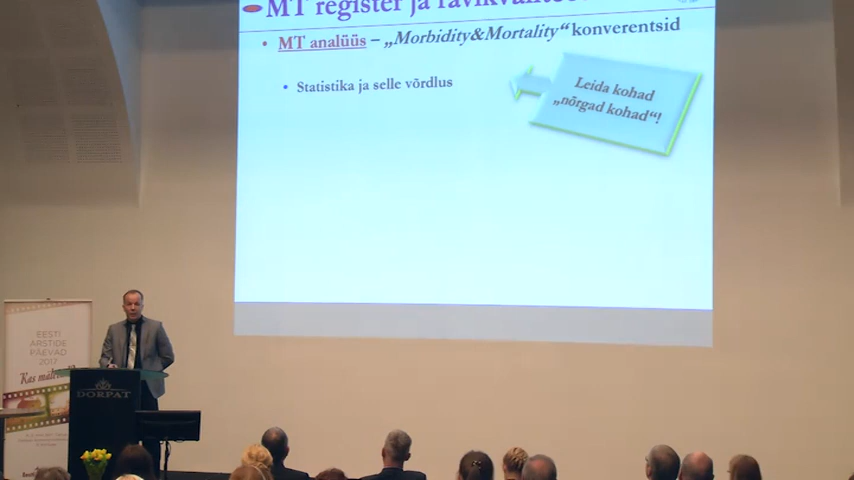 MT register ja ravikvaliteet
MT analüüs – „Morbidity&Mortality“ konverentsid
Statistika ja selle võrdlus
Leida kohad
„nõrgad kohad“!
EESTI
ARSTIDE
PÄEVAD
2017
DORPAT